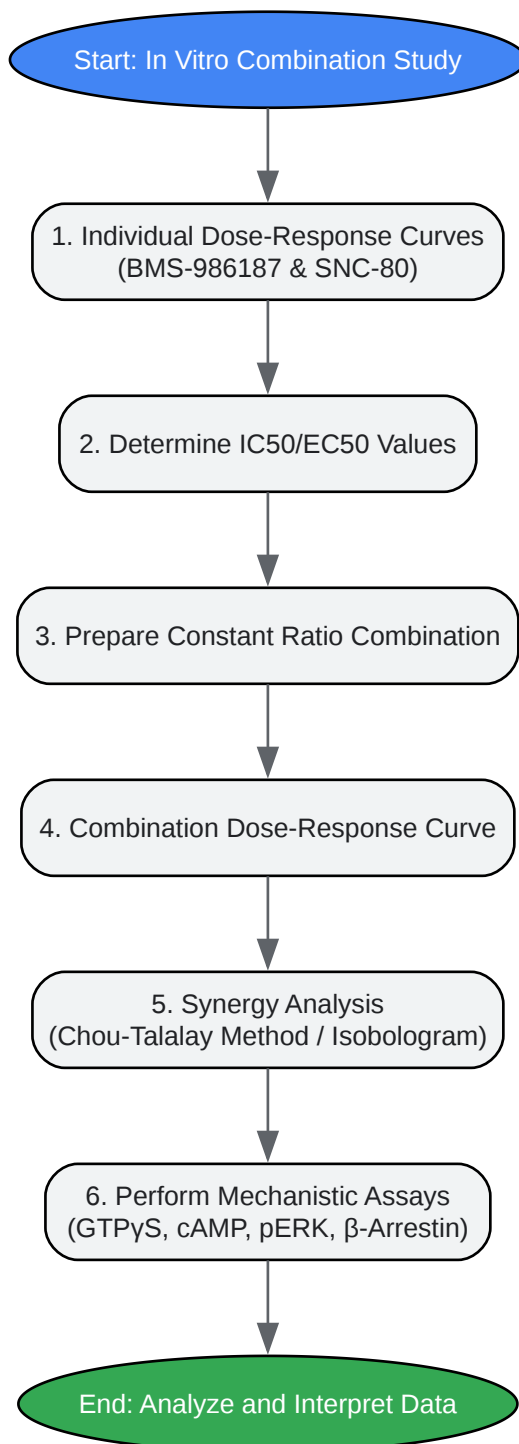 Start: In Vitro Combination Study
1. Individual Dose-Response Curves
(BMS-986187 & SNC-80)
2. Determine IC50/EC50 Values
3. Prepare Constant Ratio Combination
4. Combination Dose-Response Curve
5. Synergy Analysis
(Chou-Talalay Method / Isobologram)
6. Perform Mechanistic Assays
(GTPγS, cAMP, pERK, β-Arrestin)
End: Analyze and Interpret Data